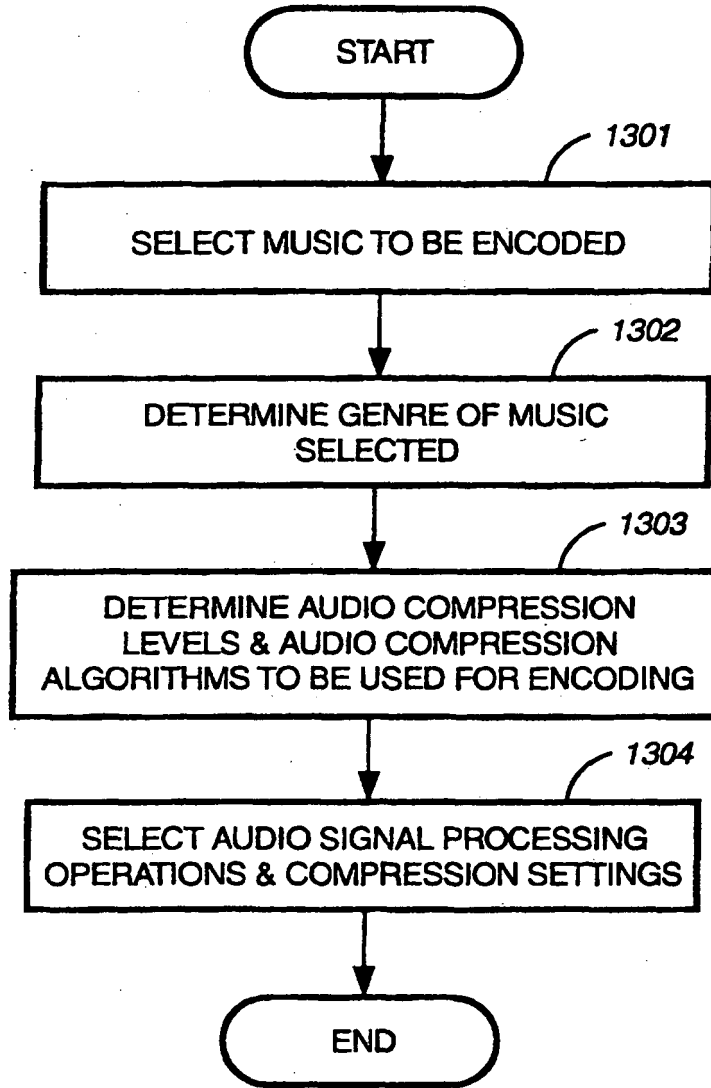 START
1301
SELECT MUSIC TO BE ENCODED
1302
DETERMINE GENRE OF MUSIC
SELECTED
1303
DETERMINE AUDIO COMPRESSION
LEVELS & AUDIO COMPRESSION
ALGORITHMS TO BE USED FOR ENCODING
1304
SELECT AUDIO SIGNAL PROCESSING
OPERATIONS & COMPRESSION SETTINGS
END